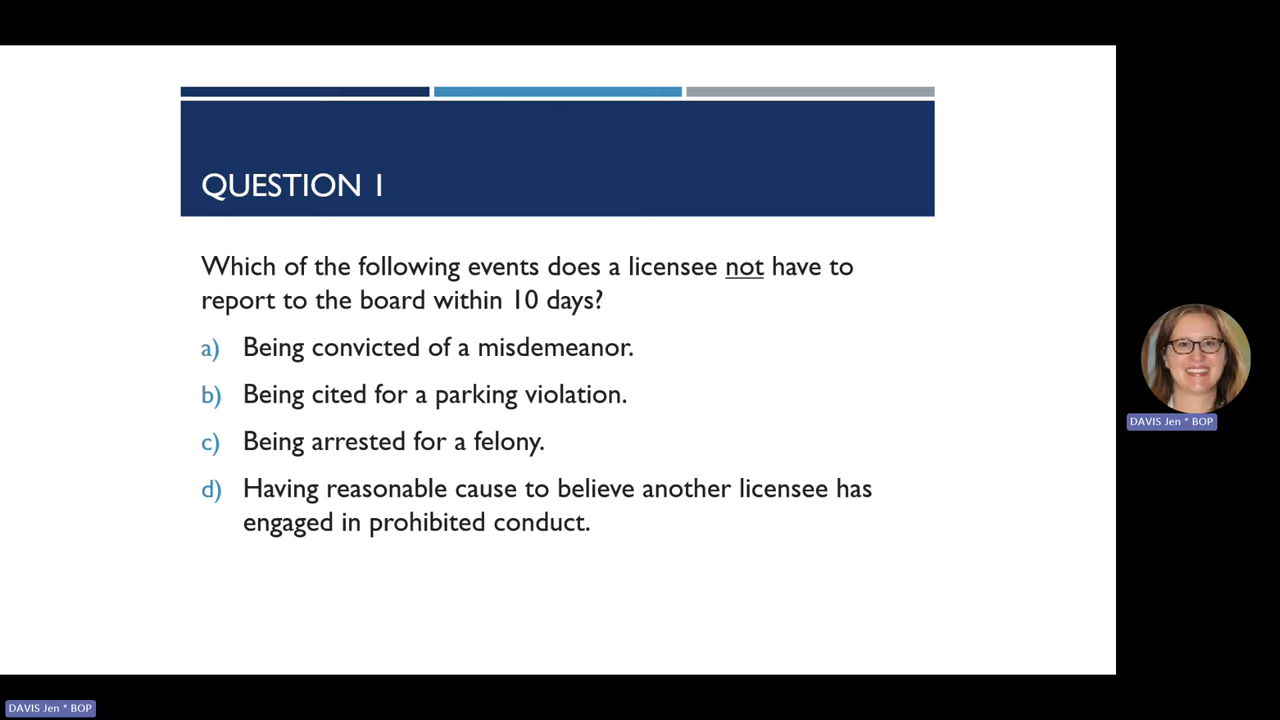 QUESTION 1
Which of the following events does a licensee not have to
report to the board within 10 days?
a) Being convicted of a misdemeanor.
b) Being cited for a parking violation.
c) Being arrested for a felony.
d) Having reasonable cause to believe another licensee has
engaged in prohibited conduct.
DAVIS Jen * BOP
DAVIS Jen * BOP